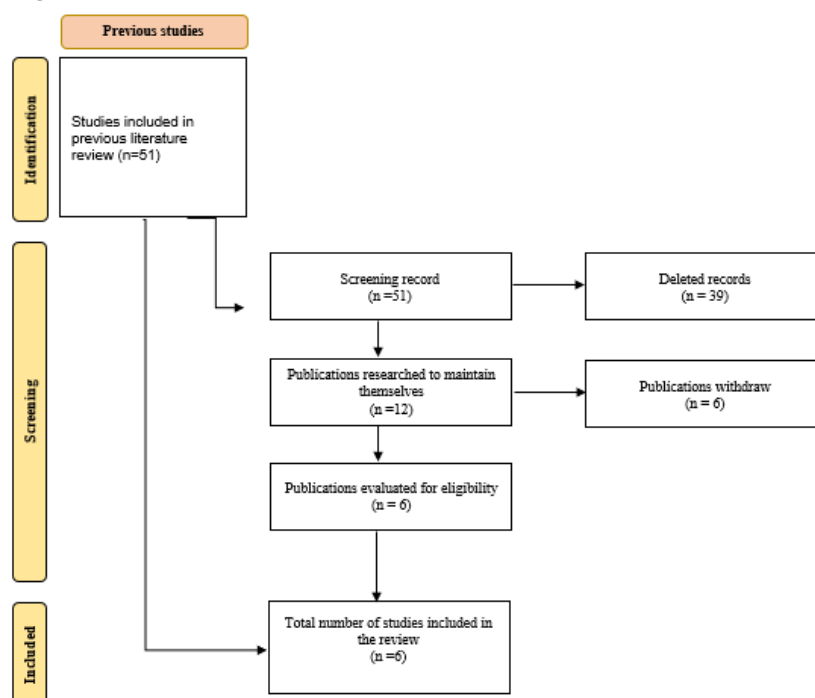 Previous studies
Identification
Studies included in
previous literature
review (n=51)
Screening
Screening record
(n =51)
Deleted records
(n = 39)
Publications researched to maintain
themselves
(n =12)
Publications withdraw
(n = 6)
Publications evaluated for eligibility
(n = 6)
Included
Total number of studies included in
the review
(n =6)